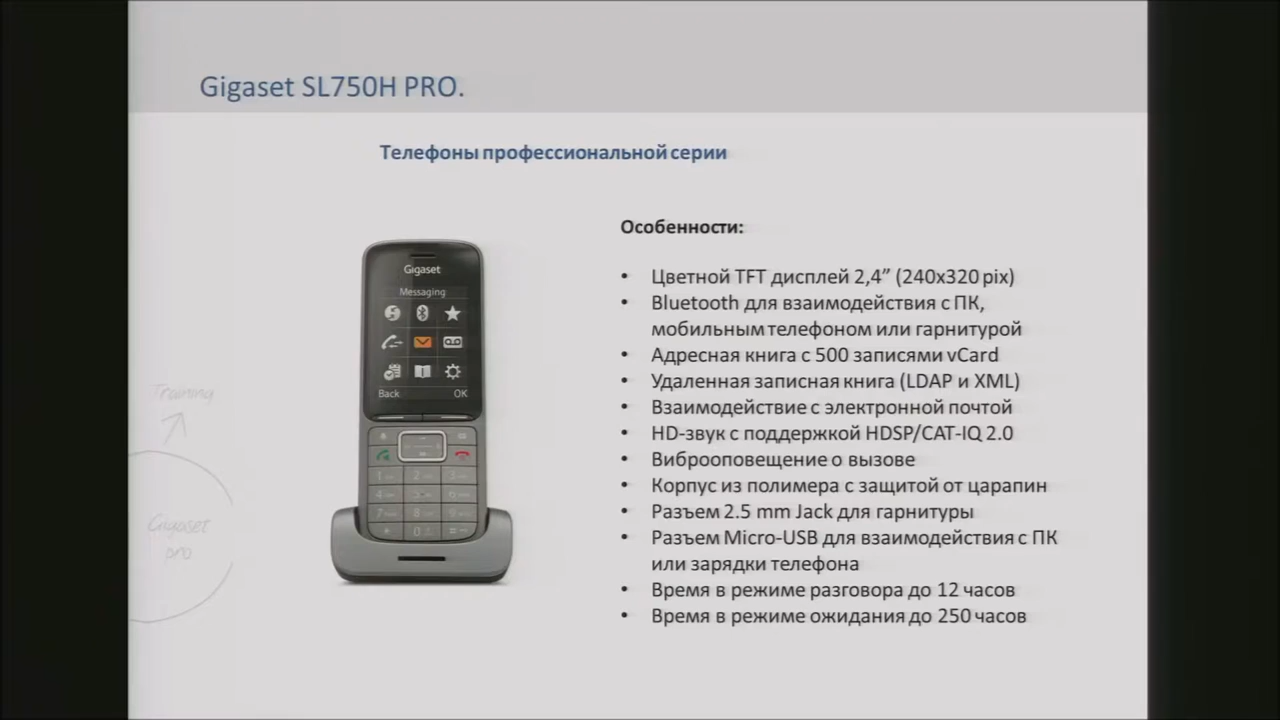 Gigaset SL750H PRO.
Телефоны профессиональной серии
Особенности:
• Цветной TFT дисплей 2,4” (240x320 pix)
• Bluetooth для взаимодействия с ПК,
мобильным телефоном или гарнитурой
• Адресная книга с 500 записями vCard
• Удаленная записная книга (LDAP и XML)
• Взаимодействие с электронной почтой
• HD-звук с поддержкой HDSP/CAT-IQ 2.0
• Виброоповещение о вызове
• Корпус из полимера с защитой от царапин
• Разъем 2.5 mm Jack для гарнитуры
• Разъем Micro-USB для взаимодействия с ПК
или зарядки телефона
• Время в режиме разговора до 12 часов
• Время в режиме ожидания до 250 часов
Gigaset
Messaging
Back OK
Training
Gigaset
pro